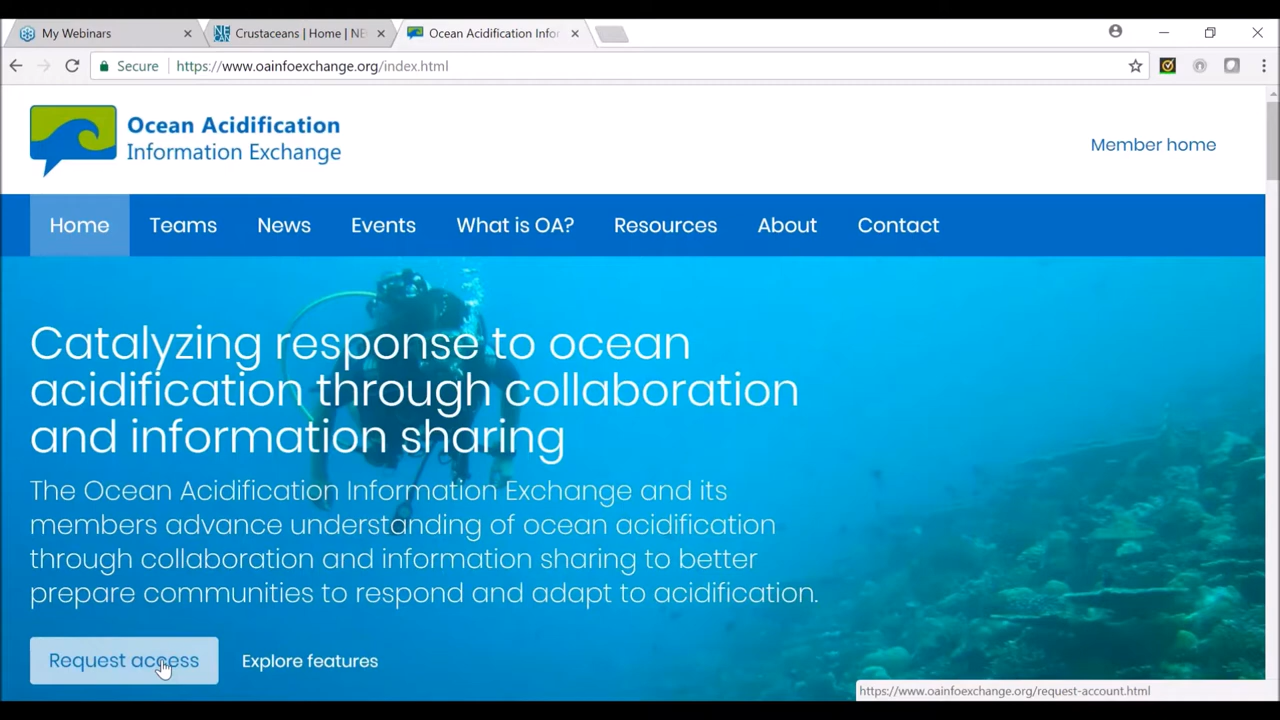 My Webinars
Crustaceans | Home | NE
Ocean Acidification Info
Secure
https://www.oainfoexchange.org/index.html
Ocean Acidification
Information Exchange
Member home
Home
Teams
News
Events
What is OA?
Resources
About
Contact
Catalyzing response to ocean
acidification through collaboration
and information sharing
The Ocean Acidification Information Exchange and its
members advance understanding of ocean acidification
through collaboration and information sharing to better
prepare communities to respond and adapt to acidification.
Request access
Explore features
https://www.oainfoexchange.org/request-account.html